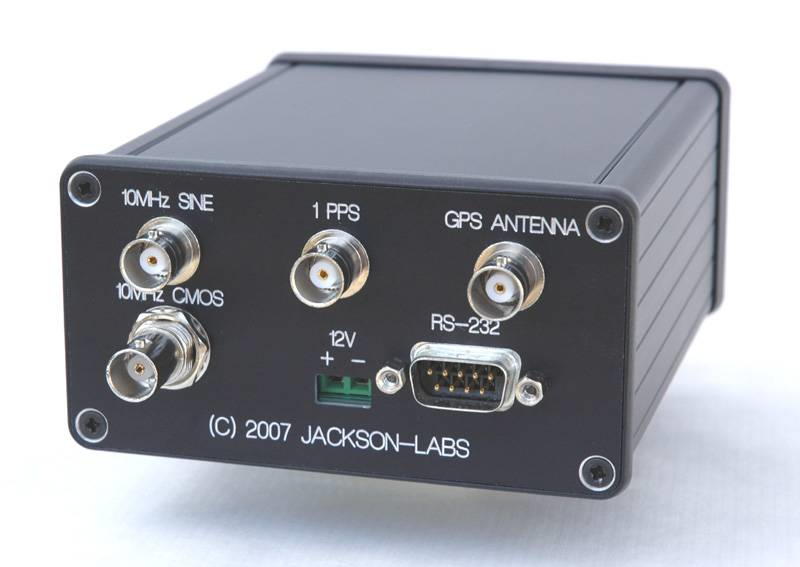 10MHz SINE
1 PPS
GPS ANTENNA
10MHz CMOS
RS-232
12V
+ -
(C) 2007 JACKSON-LABS